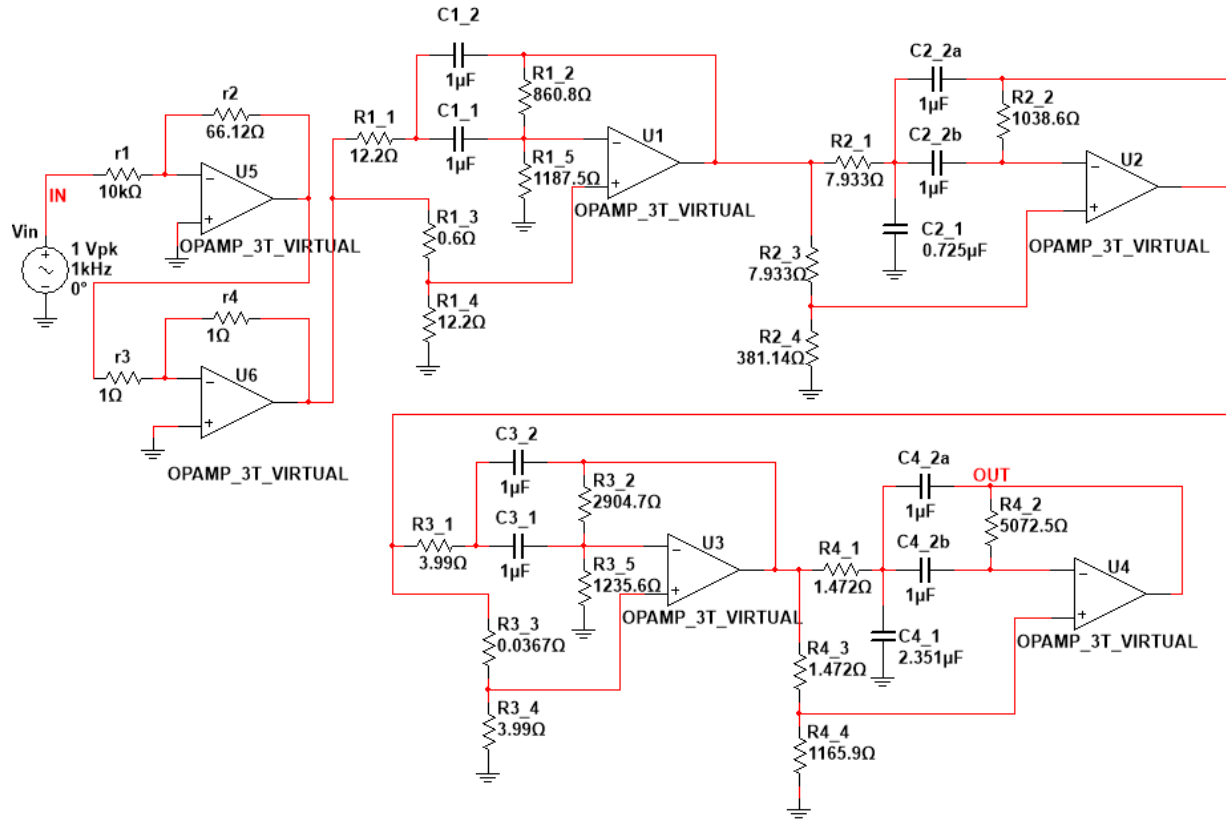 C1_2
1µF
R1_2
860.8Ω
R1_1
12.2Ω
C1_1
1µF
R1_5
1187.5Ω
U1
OPAMP_3T_VIRTUAL
R1_3
0.6Ω
R1_4
12.2Ω
r2
66.12Ω
r1
10kΩ
IN
U5
OPAMP_3T_VIRTUAL
Vin
1 Vpk
1kHz
0°
r4
1Ω
r3
1Ω
U6
OPAMP_3T_VIRTUAL
C2_2a
1µF
R2_2
1038.6Ω
R2_1
7.933Ω
C2_2b
1µF
U2
OPAMP_3T_VIRTUAL
C2_1
0.725µF
R2_3
7.933Ω
R2_4
381.14Ω
C3_2
1µF
R3_2
2904.7Ω
R3_1
3.99Ω
C3_1
1µF
R3_5
1235.6Ω
U3
OPAMP_3T_VIRTUAL
R3_3
0.0367Ω
R3_4
3.99Ω
C4_2a
1µF
OUT
R4_2
5072.5Ω
R4_1
1.472Ω
C4_2b
1µF
U4
OPAMP_3T_VIRTUAL
C4_1
2.351µF
R4_3
1.472Ω
R4_4
1165.9Ω